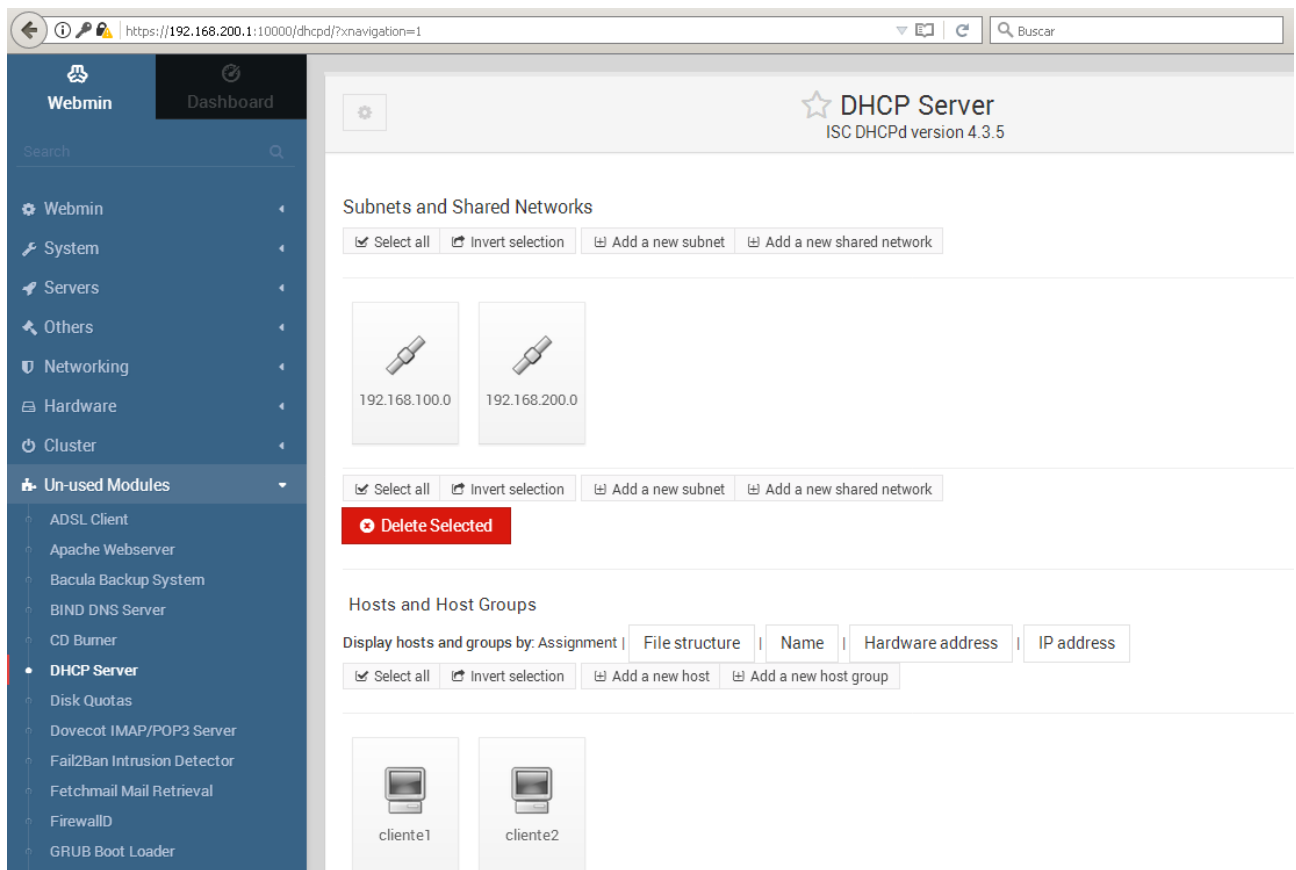 https://192.168.200.1:10000/dhcpd/?xnavigation=1
Buscar
Webmin
Dashboard
Search
Webmin
System
Servers
Others
Networking
Hardware
Cluster
Un-used Modules
ADSL Client
Apache Webserver
Bacula Backup System
BIND DNS Server
CD Burner
DHCP Server
Disk Quotas
Dovecot IMAP/POP3 Server
Fail2Ban Intrusion Detector
Fetchmail Mail Retrieval
FirewallD
GRUB Boot Loader
DHCP Server
ISC DHCPd version 4.3.5
Subnets and Shared Networks
Select all Invert selection Add a new subnet Add a new shared network
192.168.100.0 192.168.200.0
Select all Invert selection Add a new subnet Add a new shared network
Delete Selected
Hosts and Host Groups
Display hosts and groups by: Assignment | File structure | Name | Hardware address | IP address
Select all Invert selection Add a new host Add a new host group
cliente1 cliente2